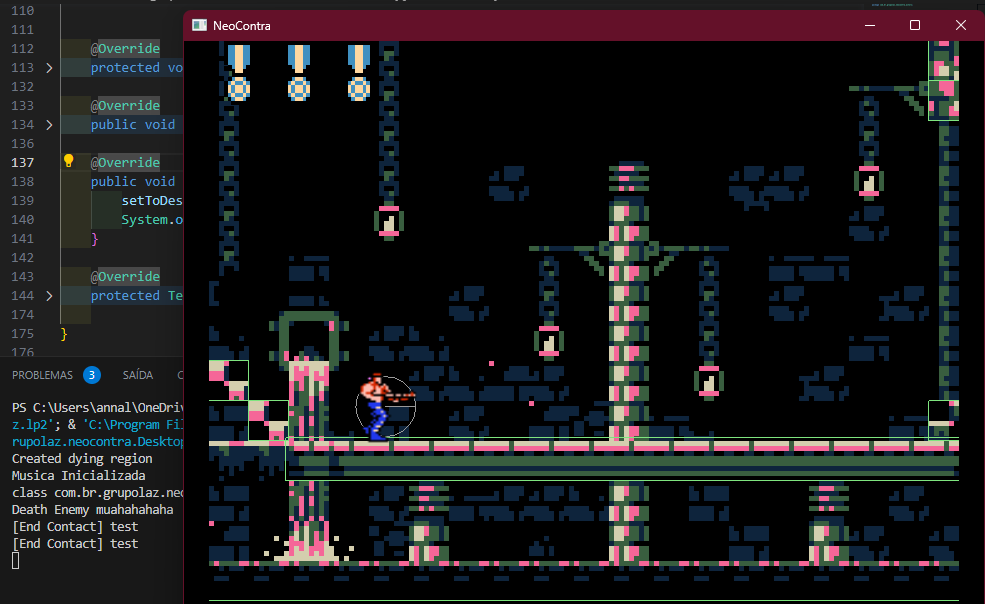 110
111
112 @Override
113 protected vo
132
133 @Override
134 public void
136
137 @Override
138 public void
139 setToDes
140 System.o
141 }
142
143 @Override
144 protected Te
174
175 }
176
NeoContra
PROBLEMAS 3 SAÍDA C
PS C:\Users\annal\OneDriv
z.lp2'; & 'C:\Program Fil
rupolaz.neocontra.Desktop
Created dying region
Musica Inicializada
class com.br.grupolaz.neo
Death Enemy muahahahaha
[End Contact] test
[End Contact] test